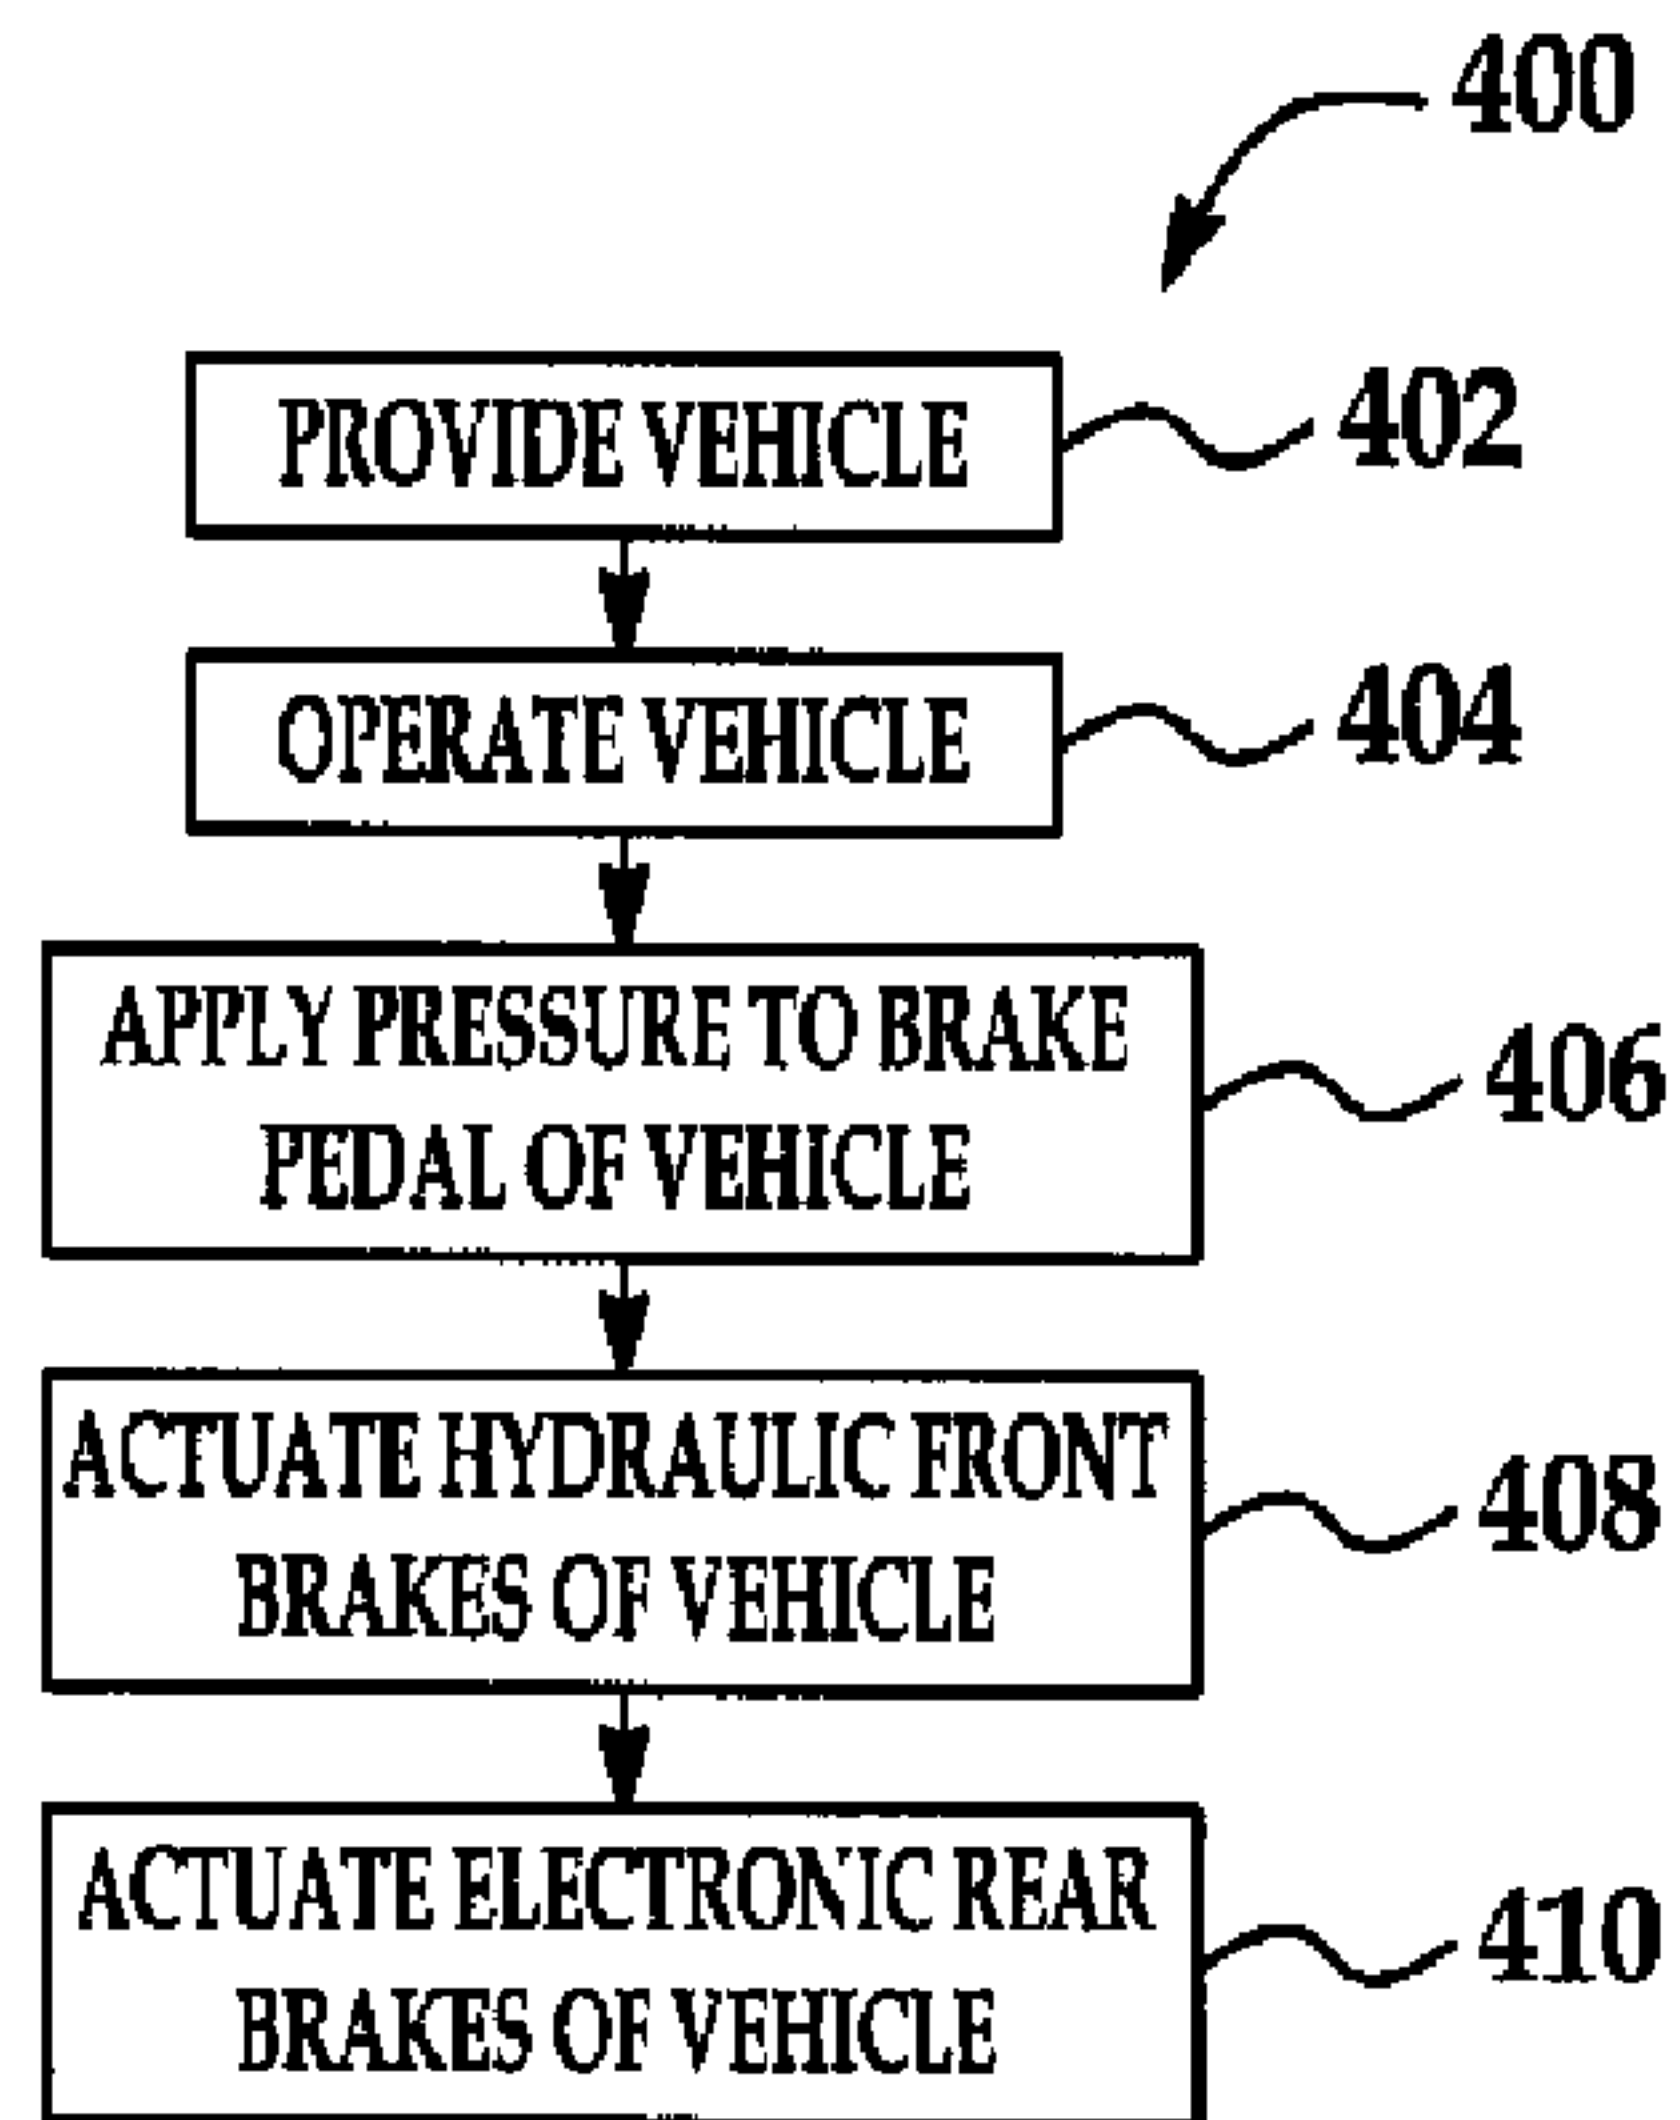 400
PROVIDE VEHICLE
402
OPERATE VEHICLE
404
APPLY PRESSURE TO BRAKE
PEDAL OF VEHICLE
406
ACTUATE HYDRAULIC FRONT
BRAKES OF VEHICLE
408
ACTUATE ELECTRONIC REAR
BRAKES OF VEHICLE
410